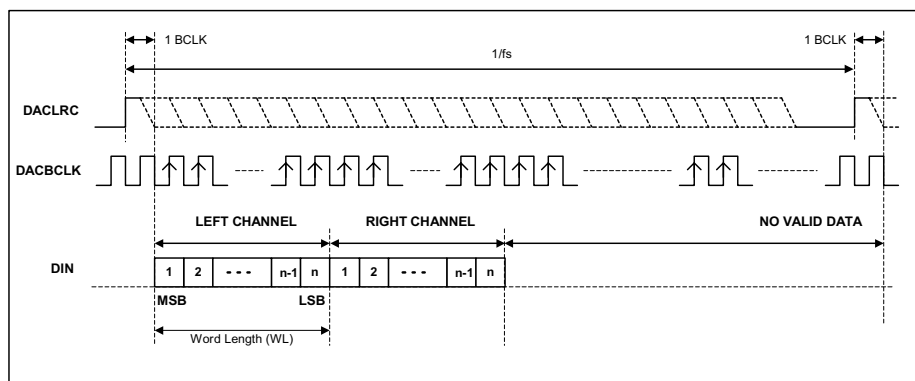 1 BCLK 1 BCLK
1/fs
DACLRC
DACBCLK
LEFT CHANNEL RIGHT CHANNEL NO VALID DATA
DIN 1 2 - - - n-1 n 1 2 - - - n-1 n
MSB LSB
Word Length (WL)